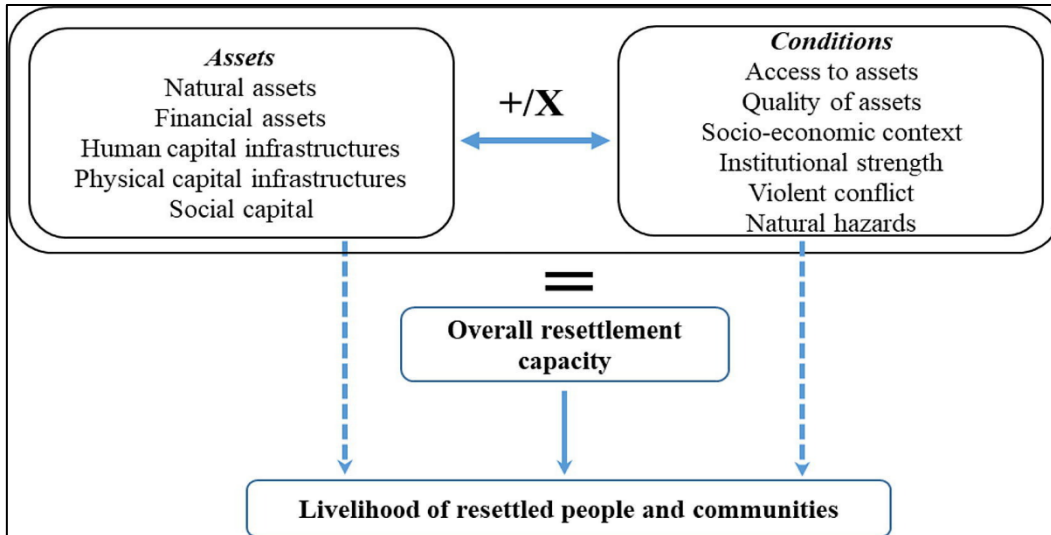 Assets
Natural assets
Financial assets
Human capital infrastructures
Physical capital infrastructures
Social capital
+/X
Conditions
Access to assets
Quality of assets
Socio-economic context
Institutional strength
Violent conflict
Natural hazards
=
Overall resettlement
capacity
Livelihood of resettled people and communities